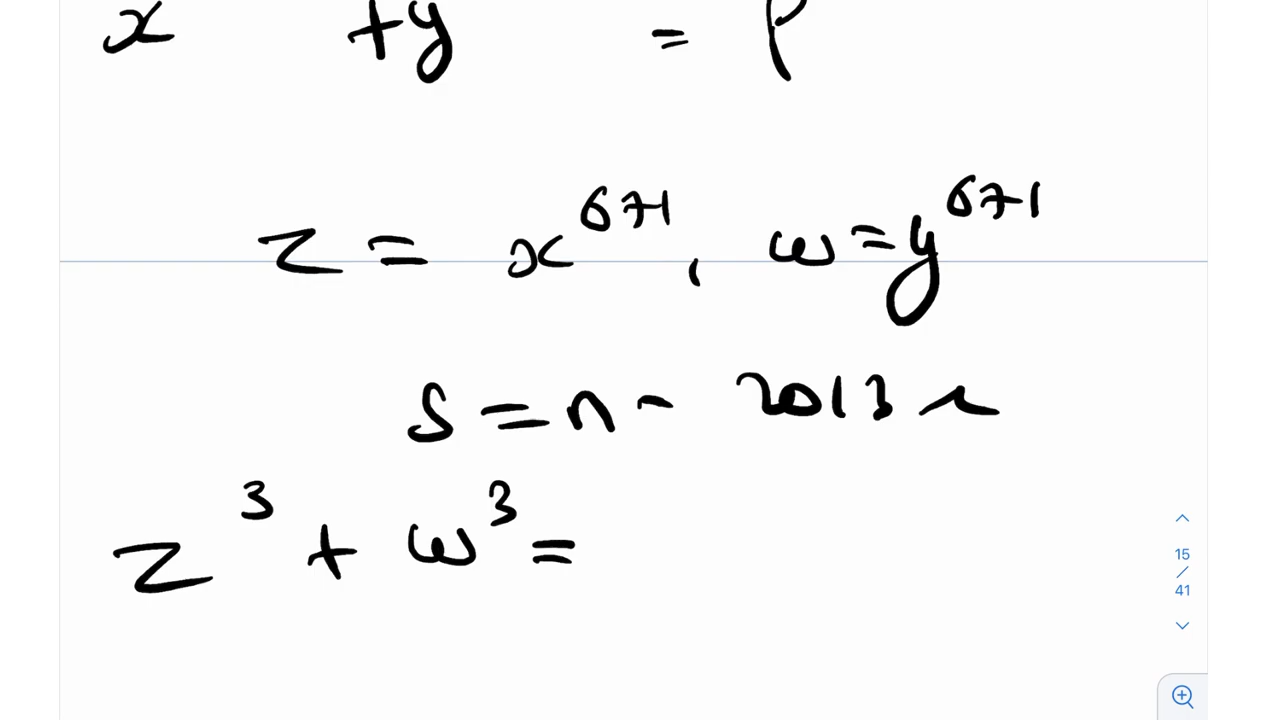 x + y = p
z = x^671, w = y^671
s = n - 2013 r
z^3 + w^3 =
15
/
41